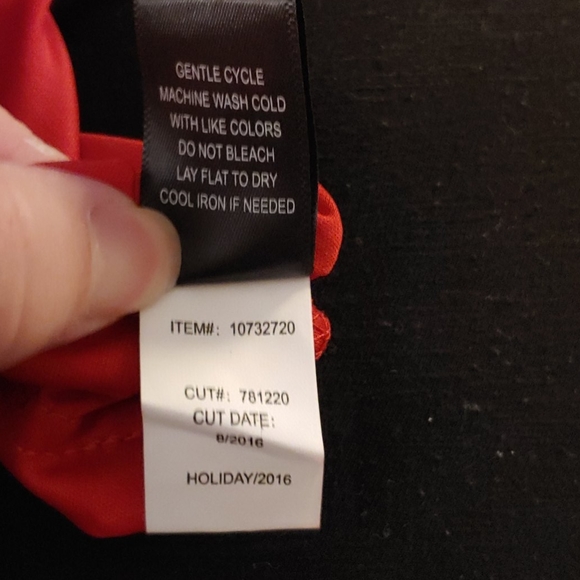 GENTLE CYCLE
MACHINE WASH COLD
WITH LIKE COLORS
DO NOT BLEACH
LAY FLAT TO DRY
COOL IRON IF NEEDED
ITEM#: 10732720
CUT#: 781220
CUT DATE:
8/2016
HOLIDAY/2016